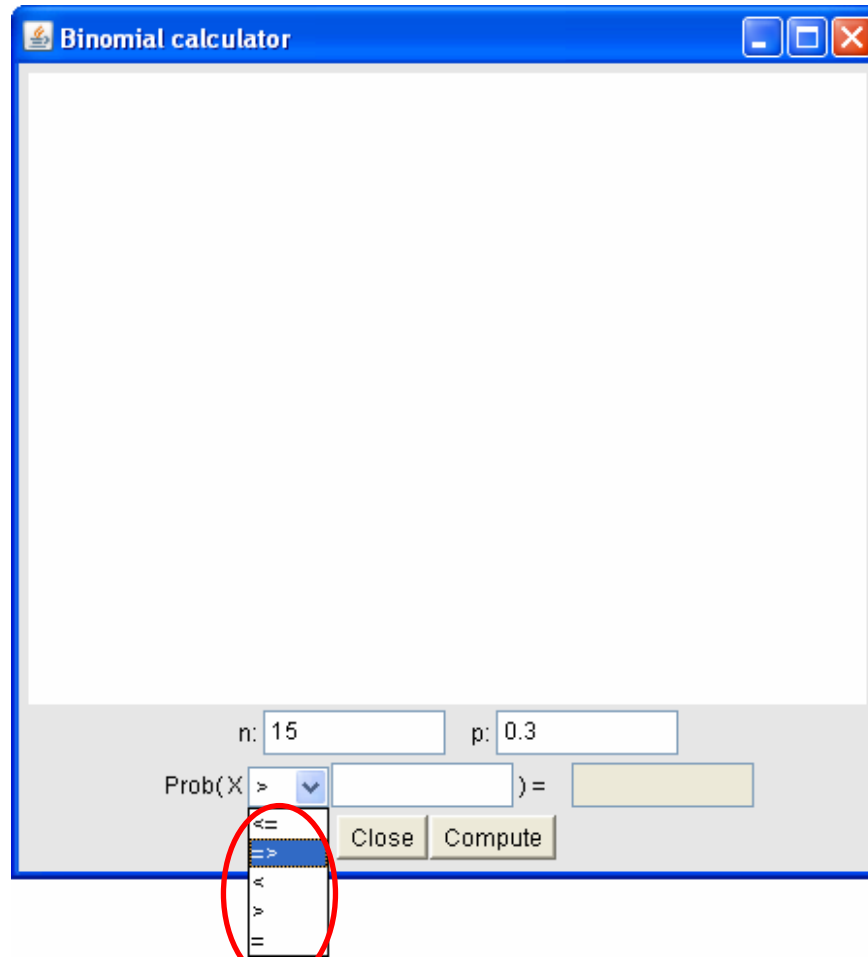 Binomial calculator
n: 15 p: 0.3
Prob(X > ) =
<=
=>
<
>
=
Close Compute